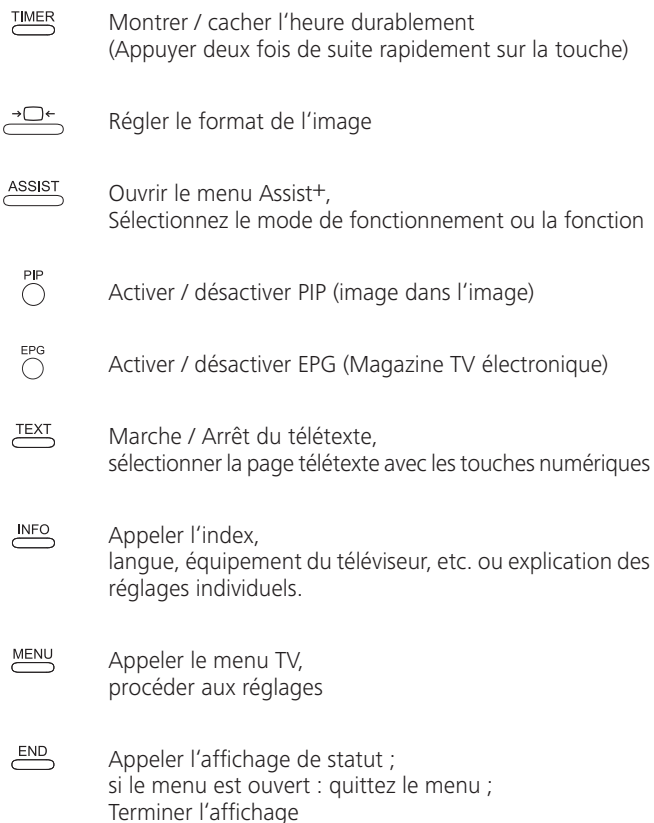 TIMER
Montrer / cacher l'heure durablement
(Appuyer deux fois de suite rapidement sur la touche)
Régler le format de l'image
ASSIST
Ouvrir le menu Assist+,
Sélectionnez le mode de fonctionnement ou la fonction
PIP
Activer / désactiver PIP (image dans l'image)
EPG
Activer / désactiver EPG (Magazine TV électronique)
TEXT
Marche / Arrêt du télétexte,
sélectionner la page télétexte avec les touches numériques
INFO
Appeler l'index,
langue, équipement du téléviseur, etc. ou explication des
réglages individuels.
MENU
Appeler le menu TV,
procéder aux réglages
END
Appeler l'affichage de statut ;
si le menu est ouvert : quittez le menu ;
Terminer l'affichage